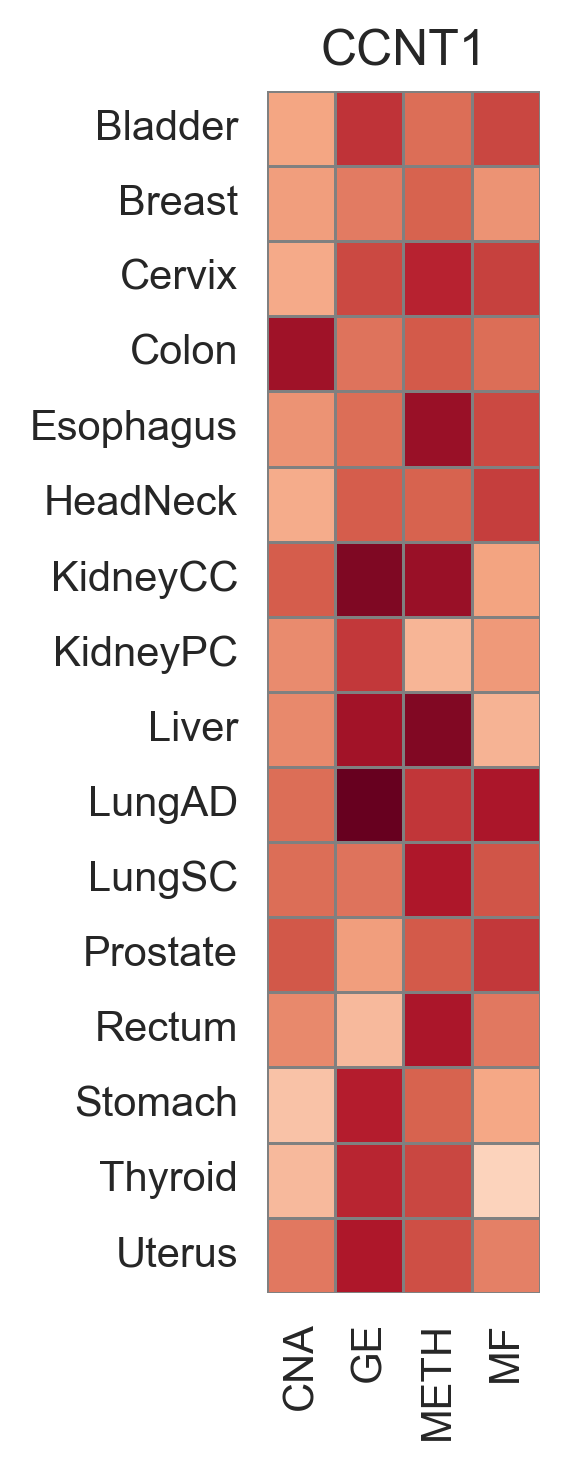 CCNT1
Bladder
Breast
Cervix
Colon
Esophagus
HeadNeck
KidneyCC
KidneyPC
Liver
LungAD
LungSC
Prostate
Rectum
Stomach
Thyroid
Uterus
CNA
GE
METH
MF